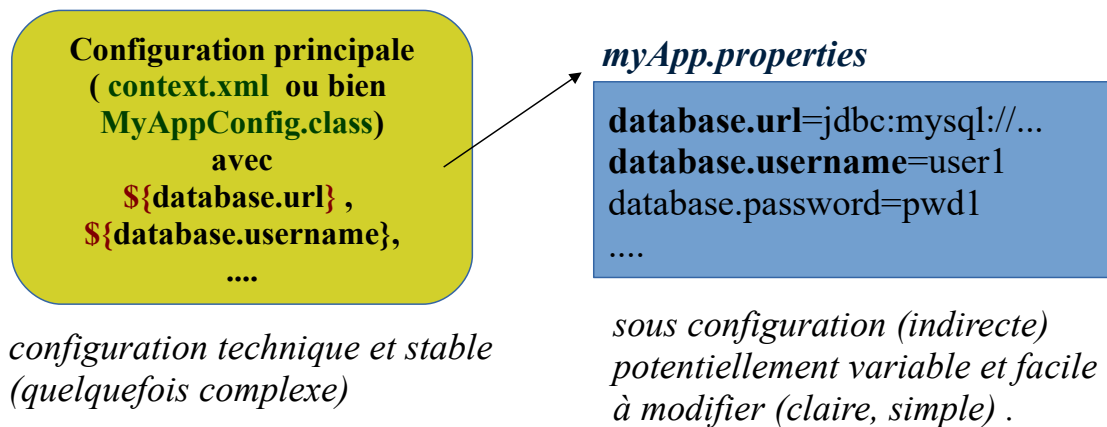 Configuration principale
( context.xml ou bien
MyAppConfig.class)
avec
${database.url} ,
${database.username},
....
configuration technique et stable
(quelquefois complexe)
myApp.properties
database.url=jdbc:mysql://...
database.username=user1
database.password=pwd1
....
sous configuration (indirecte)
potentiellement variable et facile
à modifier (claire, simple) .